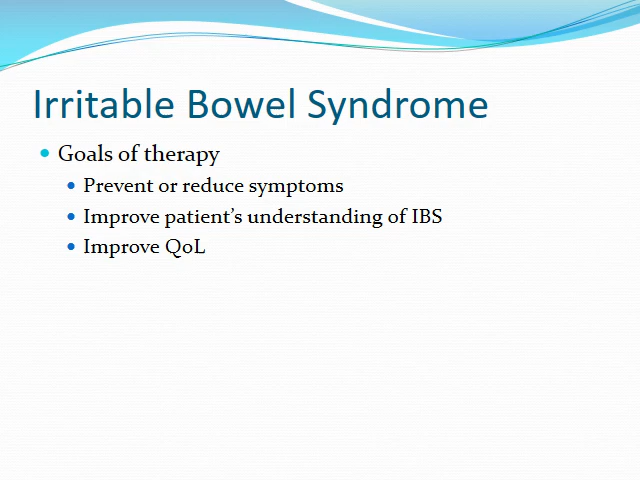 Irritable Bowel Syndrome
Goals of therapy
Prevent or reduce symptoms
Improve patient’s understanding of IBS
Improve QoL